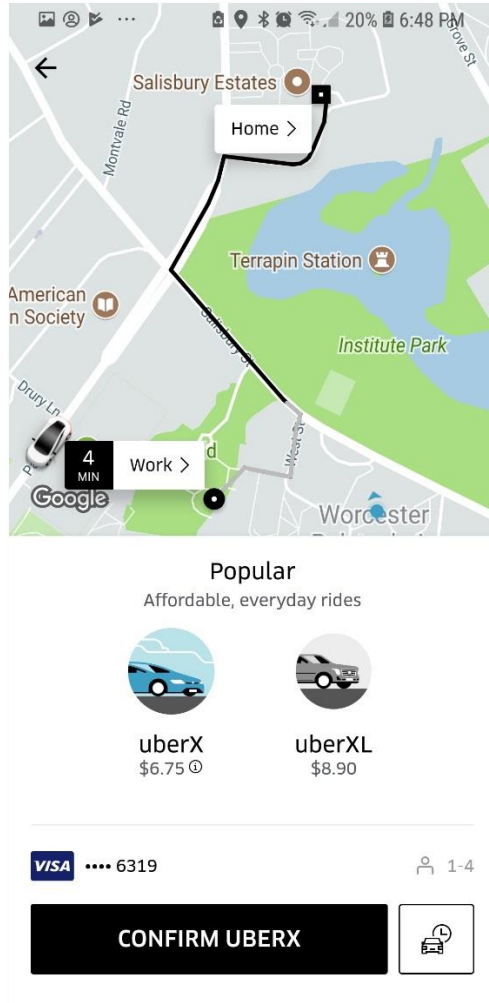 20% 6:48 PM
Grove St
Salisbury Estates
Montvale Rd
Home >
Terrapin Station
American
n Society
Salisbury St
Institute Park
Drury Ln
4
MIN
Work >
d
West St
P
Google
Worcester
Popular
Affordable, everyday rides
uberX
uberXL
$6.75
$8.90
VISA •••• 6319
1-4
CONFIRM UBERX